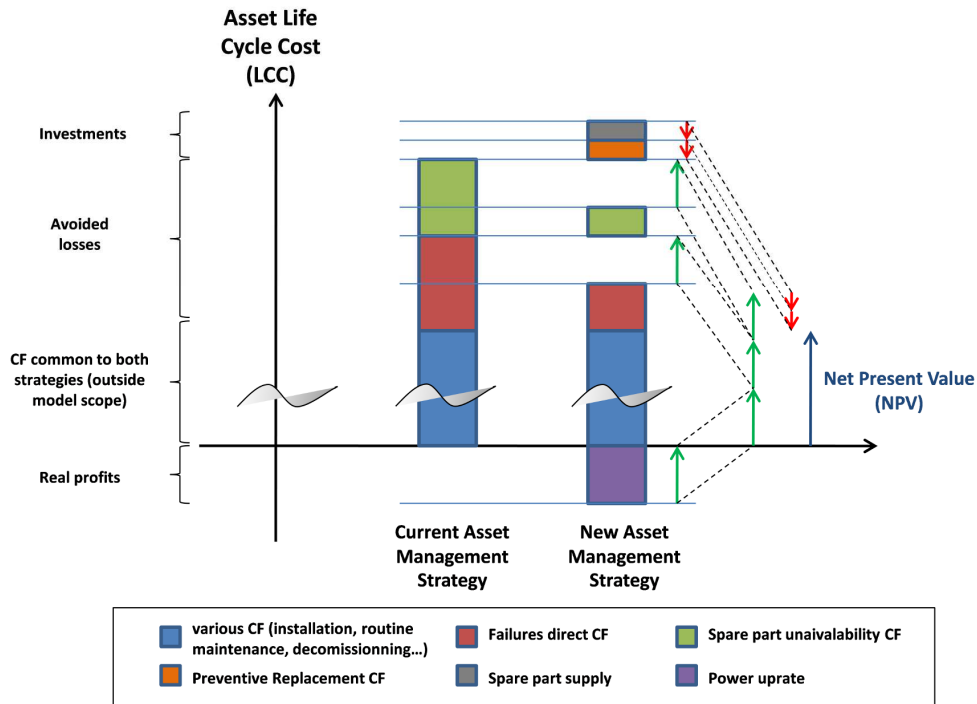 Asset Life
Cycle Cost
(LCC)
Investments
Avoided
losses
CF common to both
strategies (outside
model scope)
Net Present Value
(NPV)
Real profits
Current Asset
Management
Strategy
New Asset
Management
Strategy
various CF (installation, routine
maintenance, decomissionning...)
Failures direct CF
Spare part unaivalability CF
Preventive Replacement CF
Spare part supply
Power uprate